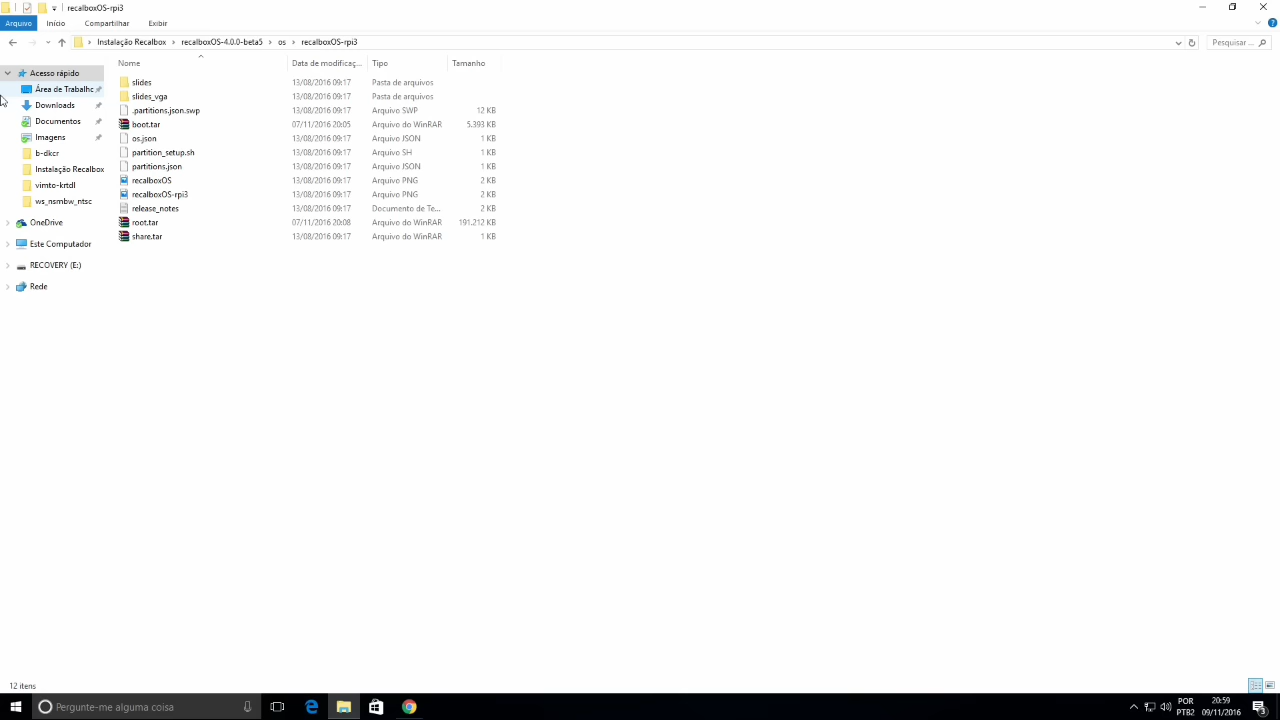 recalboxOS-rpi3
Arquivo Início Compartilhar Exibir
Instalação Recalbox recalboxOS-4.0.0-beta5 os recalboxOS-rpi3 Pesquisar ...
Nome Data de modificaç... Tipo Tamanho
Acesso rápido
Área de Trabalhc
Downloads
Documentos
Imagens
b-dkcr
Instalação Recalbox
vimto-krtdl
ws_nsmbw_ntsc
OneDrive
Este Computador
RECOVERY (E:)
Rede
slides 13/08/2016 09:17 Pasta de arquivos
slides_vga 13/08/2016 09:17 Pasta de arquivos
.partitions.json.swp 13/08/2016 09:17 Arquivo SWP 12 KB
boot.tar 07/11/2016 20:05 Arquivo do WinRAR 5.393 KB
os.json 13/08/2016 09:17 Arquivo JSON 1 KB
partition_setup.sh 13/08/2016 09:17 Arquivo SH 1 KB
partitions.json 13/08/2016 09:17 Arquivo JSON 1 KB
recalboxOS 13/08/2016 09:17 Arquivo PNG 2 KB
recalboxOS-rpi3 13/08/2016 09:17 Arquivo PNG 2 KB
release_notes 13/08/2016 09:17 Documento de Te... 2 KB
root.tar 07/11/2016 20:08 Arquivo do WinRAR 191.212 KB
share.tar 13/08/2016 09:17 Arquivo do WinRAR 1 KB
12 itens
Pergunte-me alguma coisa
POR 20:59
PTB2 09/11/2016 3